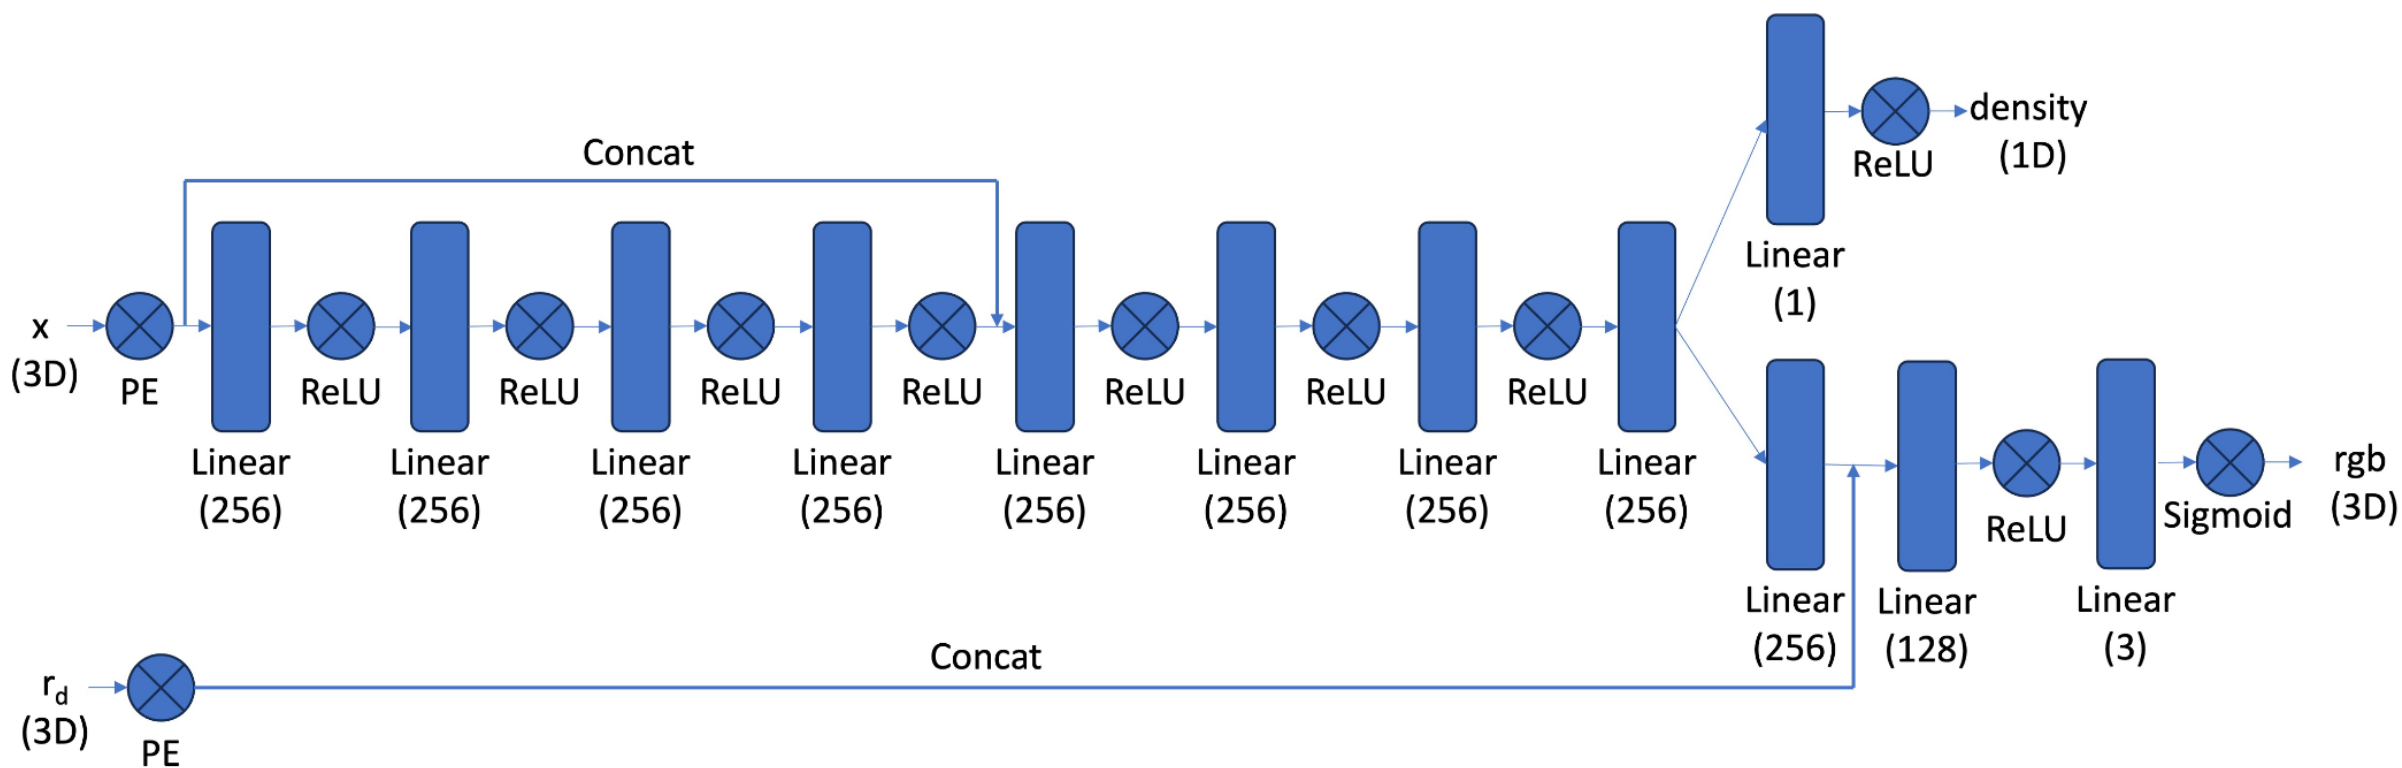 Linear
(1)
ReLU
density
(1D)
Concat
x
(3D)
PE
Linear
(256)
ReLU
Linear
(256)
ReLU
Linear
(256)
ReLU
Linear
(256)
ReLU
Linear
(256)
ReLU
Linear
(256)
ReLU
Linear
(256)
ReLU
Linear
(256)
Linear
(256)
Linear
(128)
ReLU
Linear
(3)
Sigmoid
rgb
(3D)
Concat
r_d
(3D)
PE